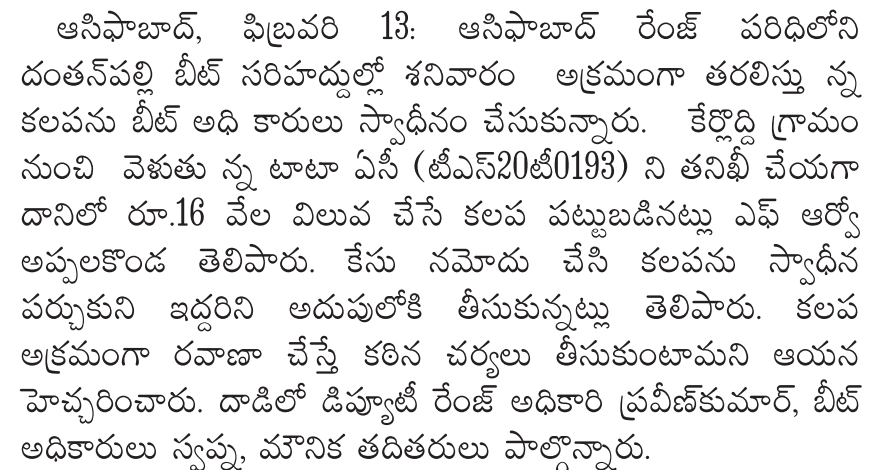 ఆసిఫాబాద్, ఫిబ్రవరి 13: ఆసిఫాబాద్ రేంజ్ పరిధిలోని
దంతన్‌పల్లి బీట్ సరిహద్దుల్లో శనివారం అక్రమంగా తరలిస్తు న్న
కలపను బీట్ అధి కారులు స్వాధీనం చేసుకున్నారు. కేర్లొద్ది గ్రామం
నుంచి వెళుతు న్న టాటా ఏసీ (టీఎస్20టీ0193) ని తనిఖీ చేయగా
దానిలో రూ.16 వేల విలువ చేసే కలప పట్టుబడినట్లు ఎఫ్ ఆర్వో
అప్పలకొండ తెలిపారు. కేసు నమోదు చేసి కలపను స్వాధీన
పర్చుకుని ఇద్దరిని అదుపులోకి తీసుకున్నట్లు తెలిపారు. కలప
అక్రమంగా రవాణా చేస్తే కఠిన చర్యలు తీసుకుంటామని ఆయన
హెచ్చరించారు. దాడిలో డిప్యూటీ రేంజ్ అధికారి ప్రవీణ్‌కుమార్, బీట్
అధికారులు స్వప్న, మౌనిక తదితరులు పాల్గొన్నారు.